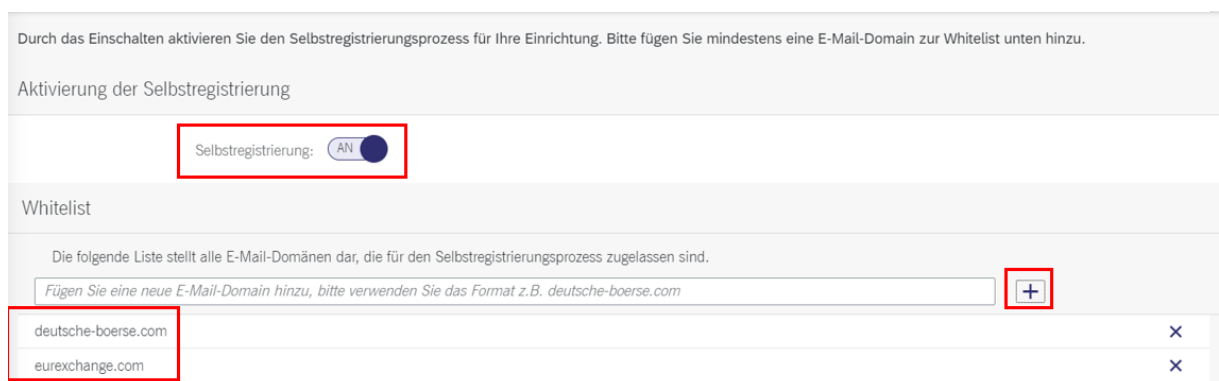 Durch das Einschalten aktivieren Sie den Selbstregistrierungsprozess für Ihre Einrichtung. Bitte fügen Sie mindestens eine E-Mail-Domain zur Whitelist unten hinzu.
Aktivierung der Selbstregistrierung
Selbstregistrierung: AN
Whitelist
Die folgende Liste stellt alle E-Mail-Domänen dar, die für den Selbstregistrierungsprozess zugelassen sind.
Fügen Sie eine neue E-Mail-Domain hinzu, bitte verwenden Sie das Format z.B. deutsche-boerse.com
deutsche-boerse.com
eurexchange.com